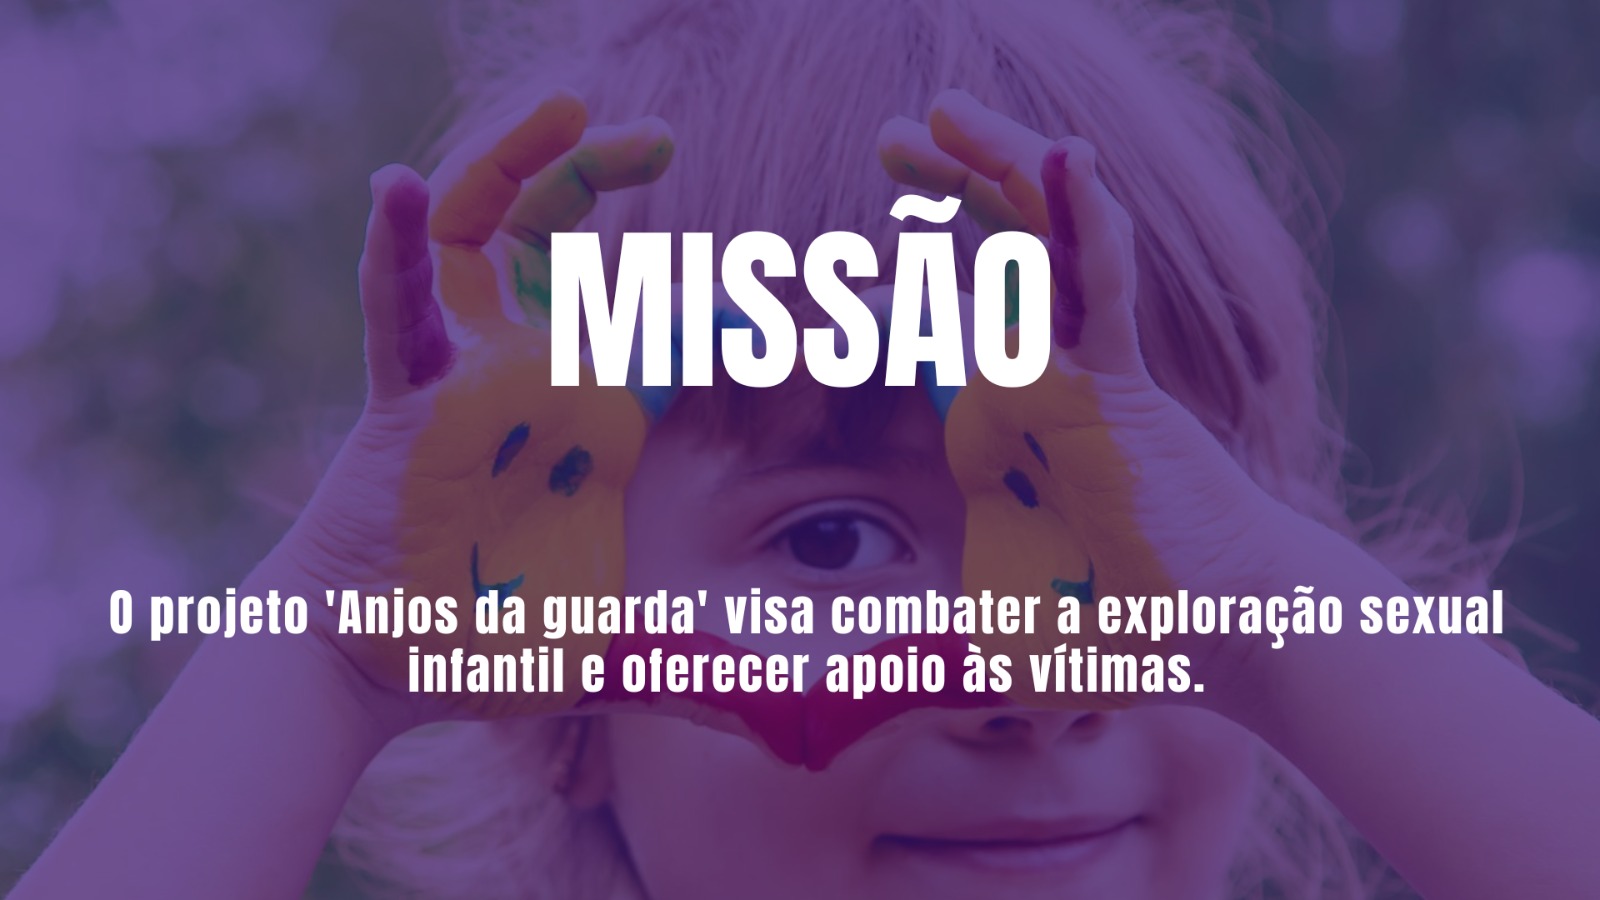 MISSÃO
O projeto 'Anjos da guarda' visa combater a exploração sexual
infantil e oferecer apoio às vítimas.